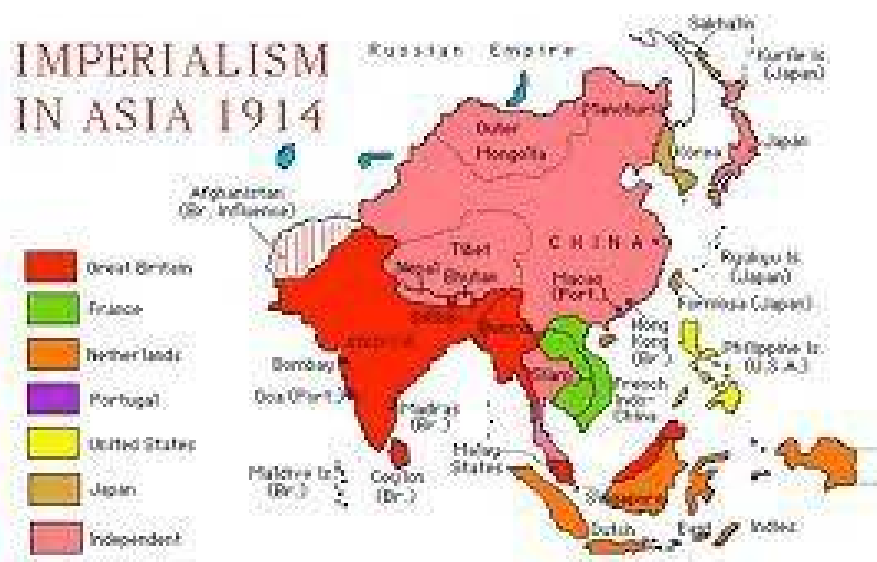 IMPERIALISM
IN ASIA 1914
Russian Empire
Sakhalin
Kurile Is.
(Japan)
Manchuria
Outer
Mongolia
Korea
Japan
Afghanistan
(Br. Influence)
CHINA
Tibet
Nepal
Bhutan
Macao
(Port.)
Ryukyu Is.
(Japan)
Formosa (Japan)
Hong
Kong
(Br.)
Philippine Is.
(U.S.A.)
Burma
Siam
French
Indo-
China
Bombay
Goa (Port.)
Madras
(Br.)
Malay
States
Maldive Is.
(Br.)
Ceylon
(Br.)
Singapore
Dutch East Indies
Great Britain
France
Netherlands
Portugal
United States
Japan
Independent